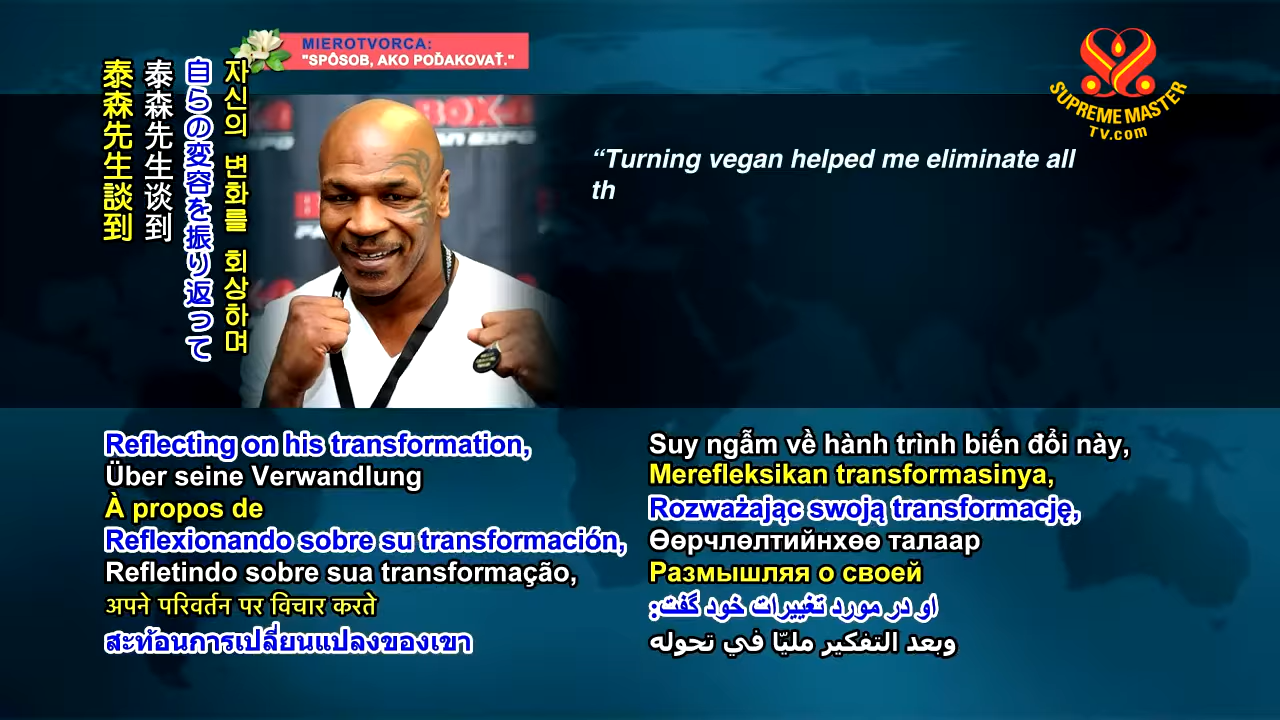 MIEROTVORCA:
"SPÔSOB, AKO POĎAKOVAŤ."
SUPREME MASTER
TV.com
泰森先生談到
泰森先生谈到
自らの変容を振り返って
자신의 변화를 회상하며
“Turning vegan helped me eliminate all
th
Reflecting on his transformation,
Über seine Verwandlung
À propos de
Reflexionando sobre su transformación,
Refletindo sobre sua transformação,
अपने परिवर्तन पर विचार करते
สะท้อนการเปลี่ยนแปลงของเขา
Suy ngẫm về hành trình biến đổi này,
Merefleksikan transformasinya,
Rozważając swoją transformację,
Өөрчлөлтийнхөө талаар
Размышляя о своей
او در مورد تغییرات خود گفت:
وبعد التفكير مليّا في تحوله